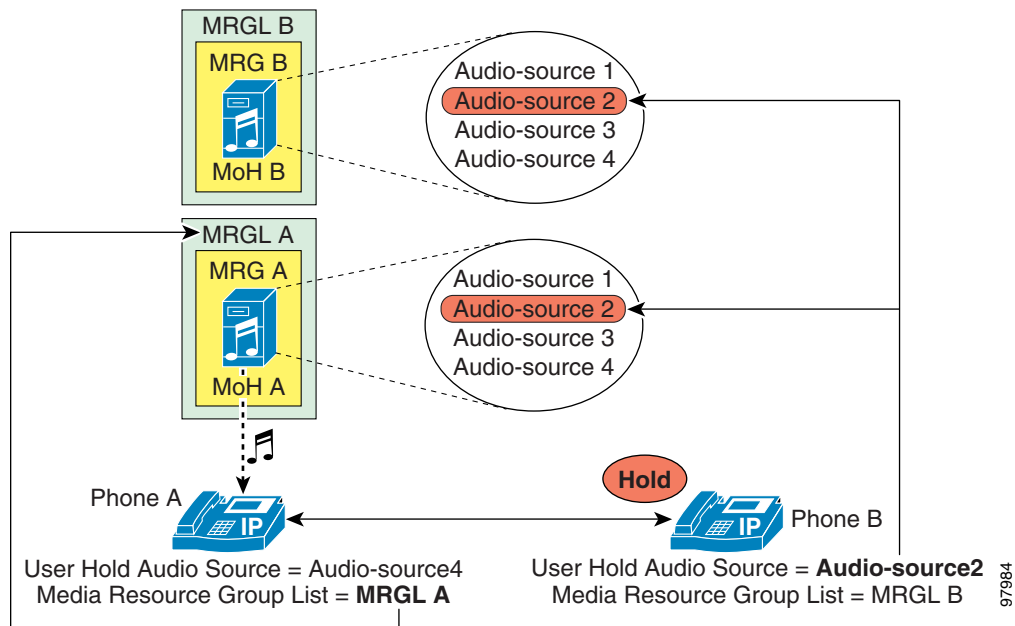 MRGL B
MRG B
MoH B
Audio-source 1
Audio-source 2
Audio-source 3
Audio-source 4
MRGL A
MRG A
MoH A
Audio-source 1
Audio-source 2
Audio-source 3
Audio-source 4
Hold
Phone A
IP
IP
Phone B
User Hold Audio Source = Audio-source4
Media Resource Group List = MRGL A
User Hold Audio Source = Audio-source2
Media Resource Group List = MRGL B
97984